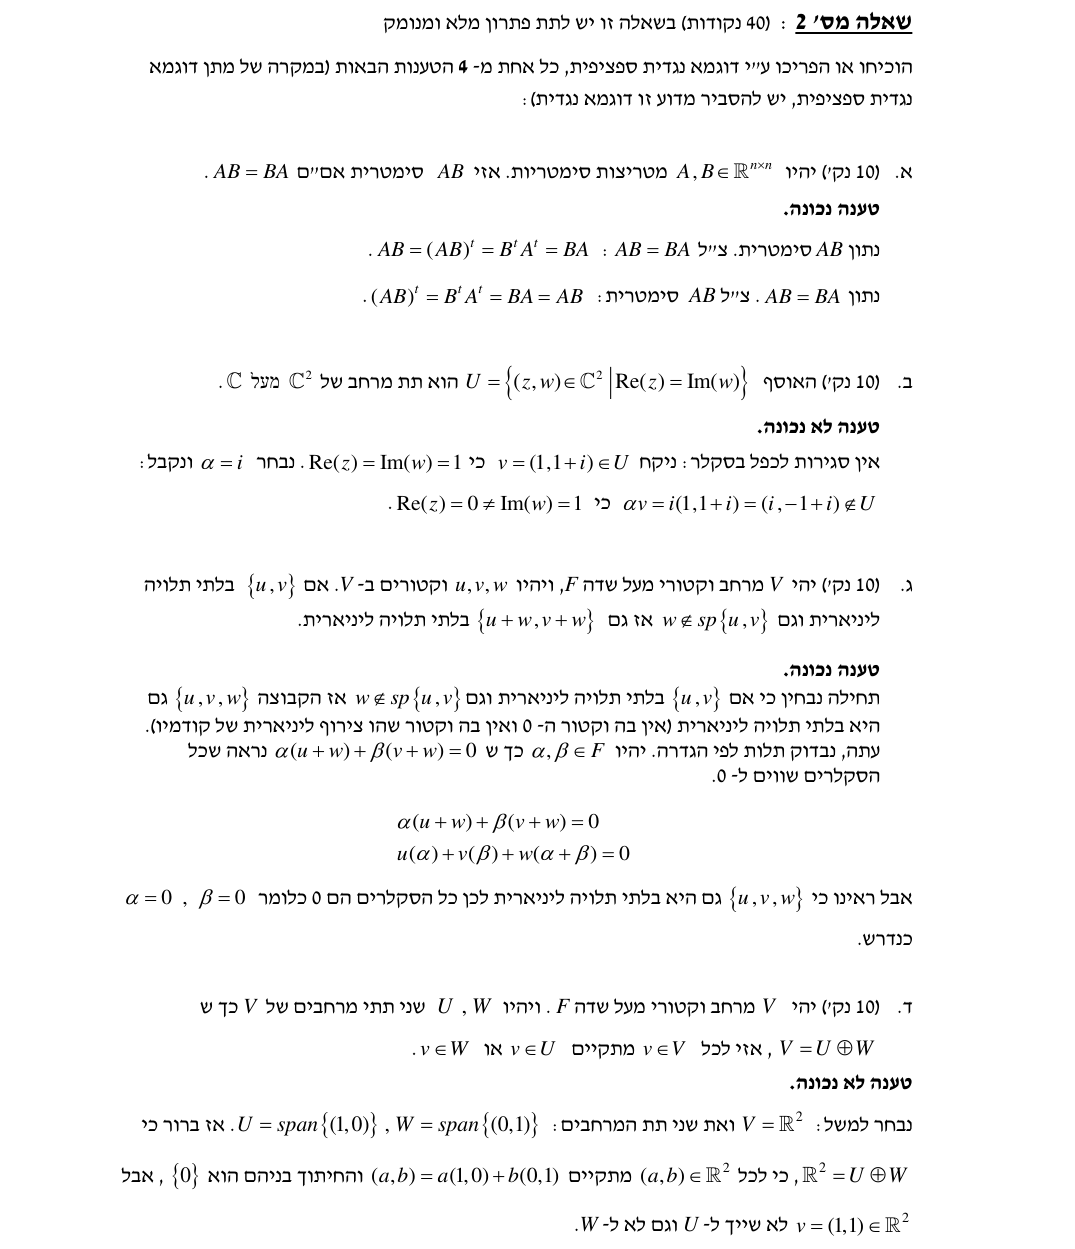 שאלה מס׳ 2 : (40 נקודות) בשאלה זו יש לתת פתרון מלא ומנומק
הוכיחו או הפריכו ע״י דוגמא נגדית ספציפית, כל אחת מ- 4 הטענות הבאות (במקרה של מתן דוגמא
נגדית ספציפית, יש להסביר מדוע זו דוגמא נגדית):
א. (10 נק׳) יהיו A, B ∈ ℝⁿˣⁿ מטריצות סימטריות. אזי AB סימטרית אם״ם AB = BA .
טענה נכונה.
נתון AB סימטרית. צ״ל AB = BA : AB = (AB)ᵗ = BᵗAᵗ = BA .
נתון AB = BA . צ״ל AB סימטרית: (AB)ᵗ = BᵗAᵗ = BA = AB .
ב. (10 נק׳) האוסף U = {(z, w) ∈ ℂ² | Re(z) = Im(w)} הוא תת מרחב של ℂ² מעל ℂ .
טענה לא נכונה.
אין סגירות לכפל בסקלר: ניקח v = (1,1+i) ∈ U כי Re(z) = Im(w) = 1 . נבחר α = i ונקבל:
αv = i(1,1+i) = (i,−1+i) ∉ U כי Re(z) = 0 ≠ Im(w) = 1 .
ג. (10 נק׳) יהי V מרחב וקטורי מעל שדה F, ויהיו u, v, w וקטורים ב- V. אם {u, v} בלתי תלויה
ליניארית וגם w ∉ sp{u, v} אז גם {u + w, v + w} בלתי תלויה ליניארית.
טענה נכונה.
תחילה נבחין כי אם {u, v} בלתי תלויה ליניארית וגם w ∉ sp{u, v} אז הקבוצה {u, v, w} גם
היא בלתי תלויה ליניארית (אין בה וקטור ה- 0 ואין בה וקטור שהו צירוף ליניארית של קודמיו).
עתה, נבדוק תלות לפי הגדרה. יהיו α, β ∈ F כך ש α(u + w) + β(v + w) = 0 נראה שכל
הסקלרים שווים ל- 0.
α(u + w) + β(v + w) = 0
u(α) + v(β) + w(α + β) = 0
אבל ראינו כי {u, v, w} גם היא בלתי תלויה ליניארית לכן כל הסקלרים הם 0 כלומר α = 0 , β = 0
כנדרש.
ד. (10 נק׳) יהי V מרחב וקטורי מעל שדה F . ויהיו U , W שני תתי מרחבים של V כך ש
V = U ⊕ W , אזי לכל v ∈ V מתקיים v ∈ U או v ∈ W .
טענה לא נכונה.
נבחר למשל: V = ℝ² ואת שני תת המרחבים: U = span{(1,0)} , W = span{(0,1)} . אז ברור כי
ℝ² = U ⊕ W , כי לכל (a,b) ∈ ℝ² מתקיים (a,b) = a(1,0) + b(0,1) והחיתוך בניהם הוא {0} , אבל
v = (1,1) ∈ ℝ² לא שייך ל- U וגם לא ל- W.